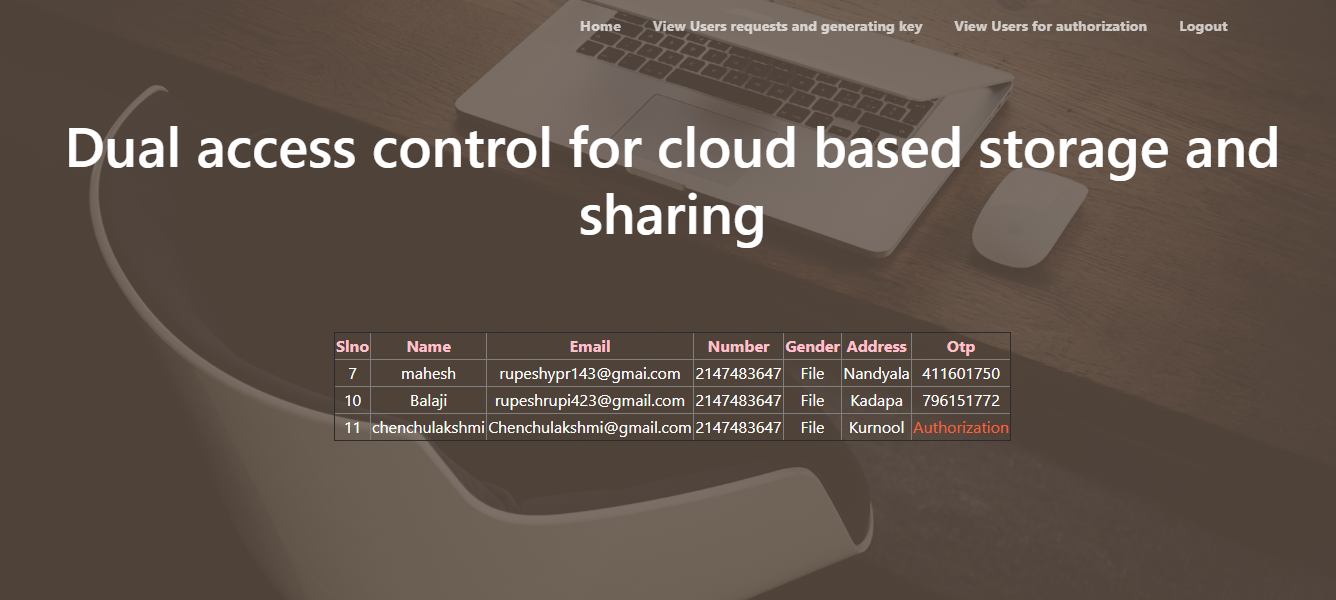 Home View Users requests and generating key View Users for authorization Logout
Dual access control for cloud based storage and
sharing
Slno Name Email Number Gender Address Otp
7 mahesh rupeshypr143@gmai.com 2147483647 File Nandyala 411601750
10 Balaji rupeshrupi423@gmail.com 2147483647 File Kadapa 796151772
11 chenchulakshmi Chenchulakshmi@gmail.com 2147483647 File Kurnool Authorization